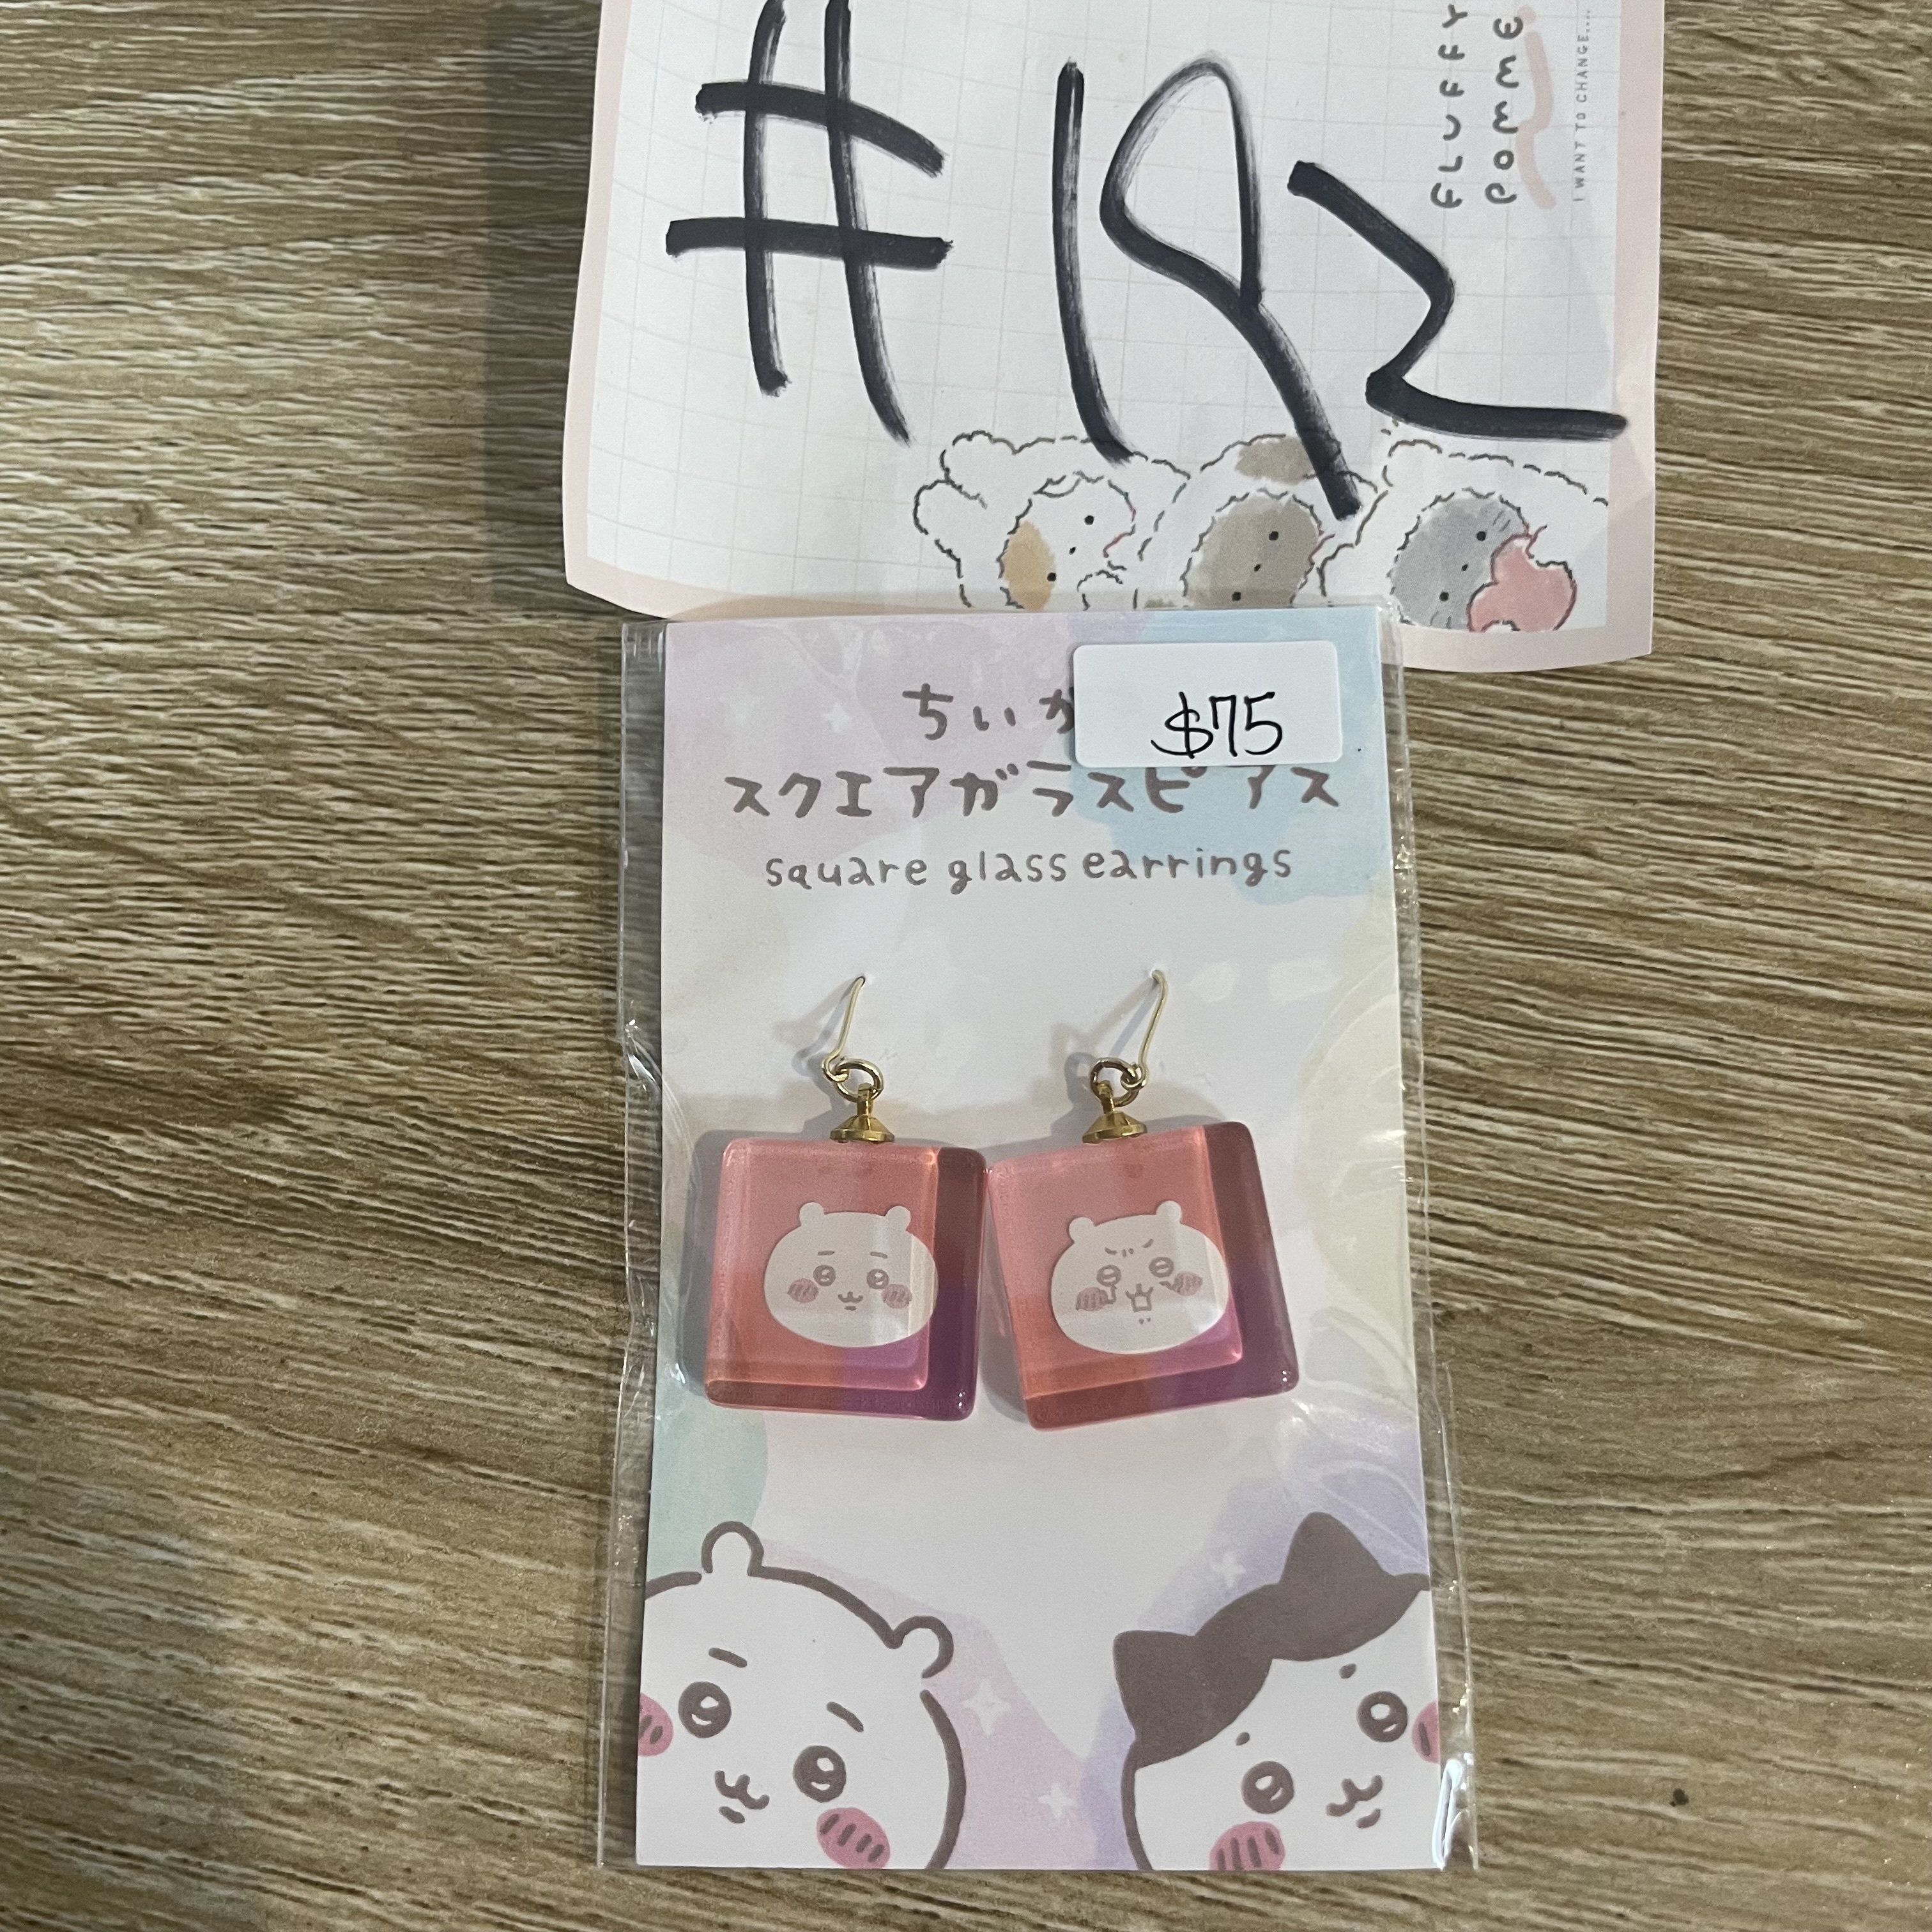 #192
FLUFFY
POMME
I WANT TO CHANGE...
ちいか
$75
スクエアガラスピアス
square glass earrings